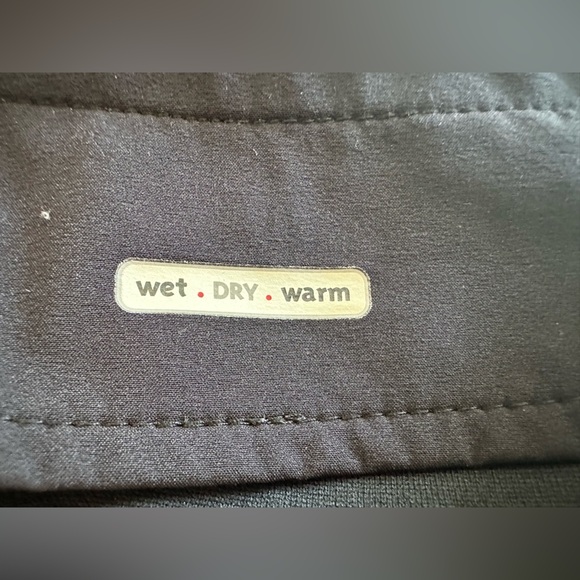 wet . DRY . warm